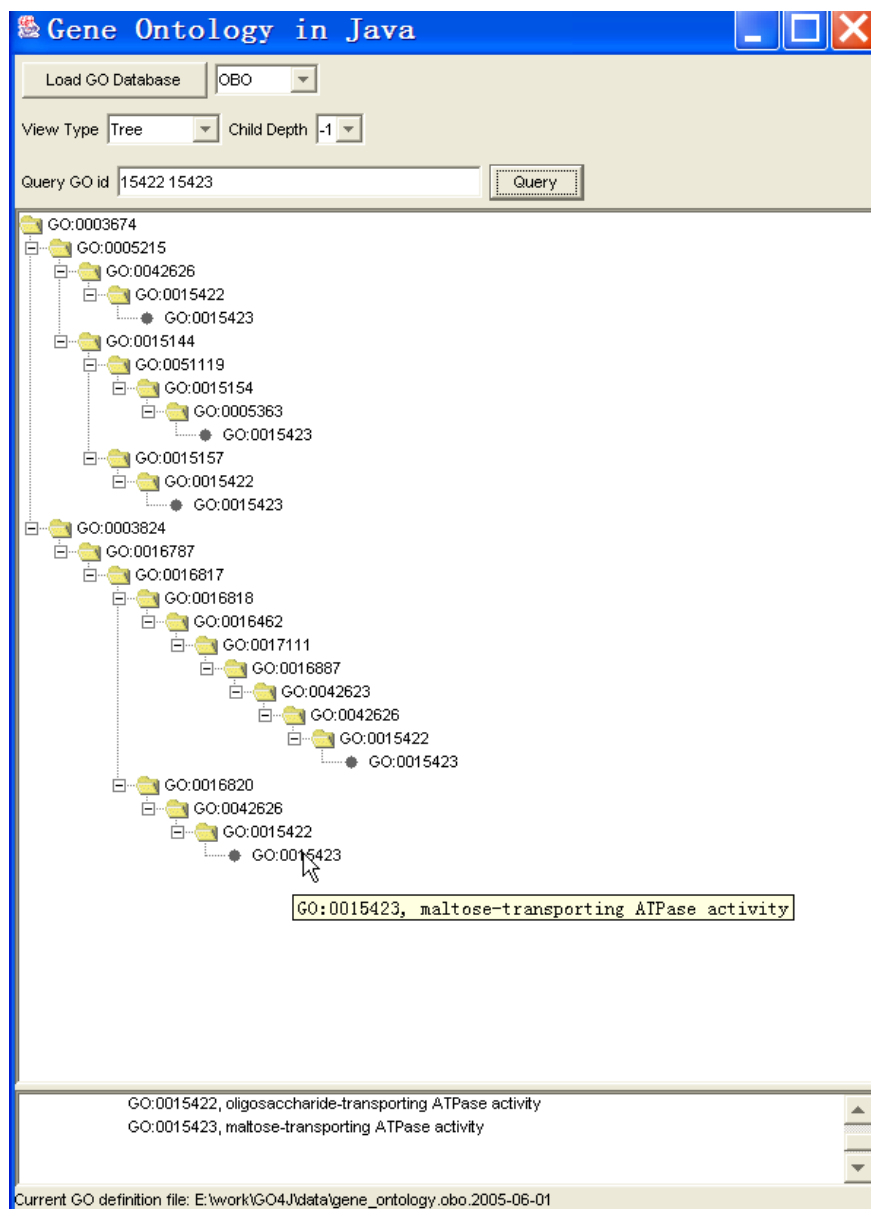 Gene Ontology in Java
Load GO Database OBO
View Type Tree Child Depth -1
Query GO id 15422 15423 Query
GO:0003674
GO:0005215
GO:0042626
GO:0015422
GO:0015423
GO:0015144
GO:0051119
GO:0015154
GO:0005363
GO:0015423
GO:0015157
GO:0015422
GO:0015423
GO:0003824
GO:0016787
GO:0016817
GO:0016818
GO:0016462
GO:0017111
GO:0016887
GO:0042623
GO:0042626
GO:0015422
GO:0015423
GO:0016820
GO:0042626
GO:0015422
GO:0015423
GO:0015423, maltose-transporting ATPase activity
GO:0015422, oligosaccharide-transporting ATPase activity
GO:0015423, maltose-transporting ATPase activity
Current GO definition file: E:\work\GO4J\data\gene_ontology.obo.2005-06-01